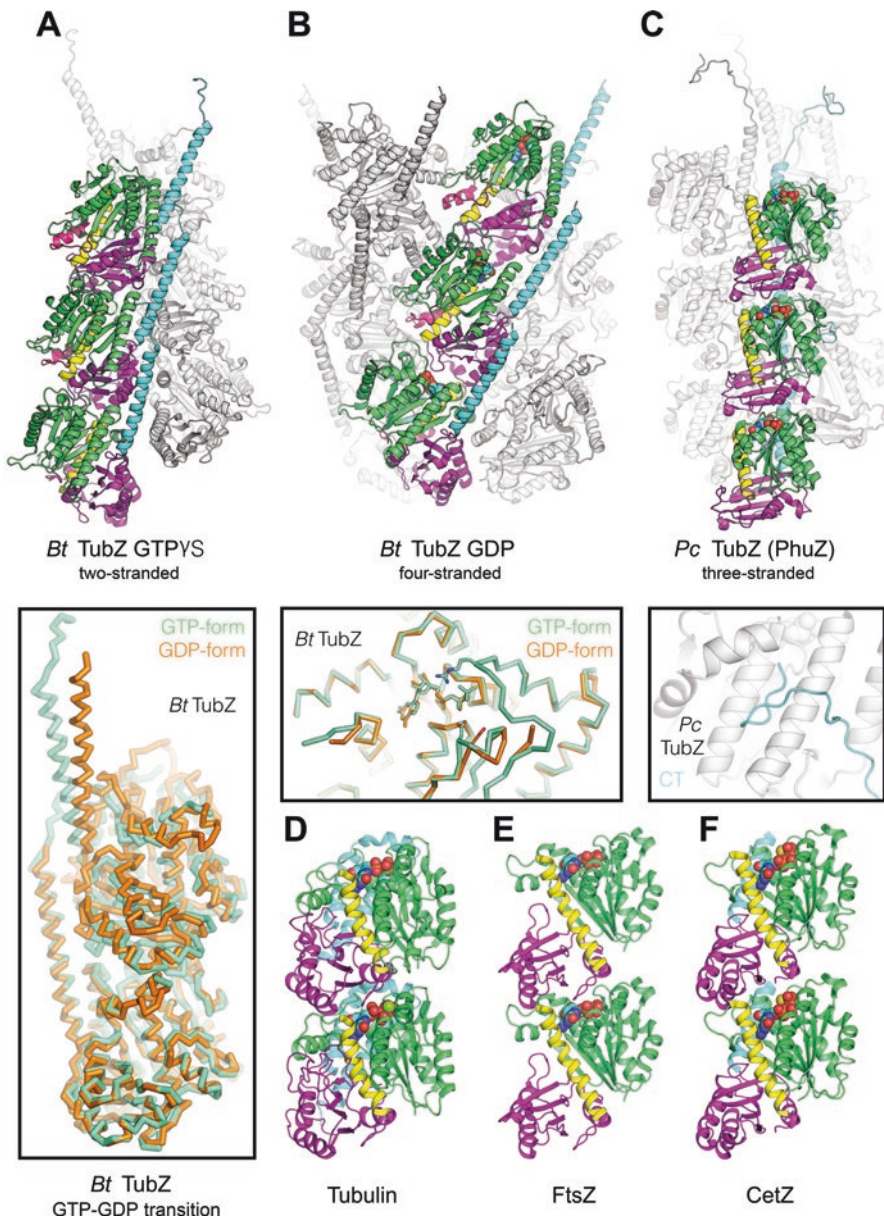 A
B
C
Bt TubZ GTPγS
two-stranded
Bt TubZ GDP
four-stranded
Pc TubZ (PhuZ)
three-stranded
GTP-form
GDP-form
Bt TubZ
Bt TubZ
GTP-form
GDP-form
Pc
TubZ
CT
D
E
F
Bt TubZ
GTP-GDP transition
Tubulin
FtsZ
CetZ